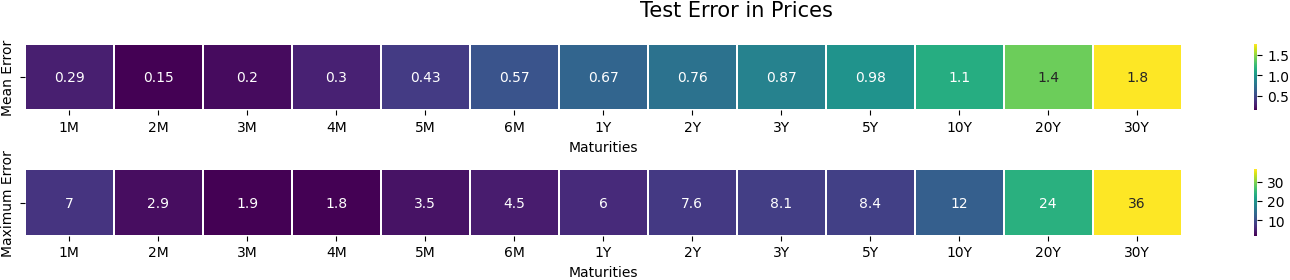 Test Error in Prices
Mean Error
0.29 0.15 0.2 0.3 0.43 0.57 0.67 0.76 0.87 0.98 1.1 1.4 1.8
1M 2M 3M 4M 5M 6M 1Y 2Y 3Y 5Y 10Y 20Y 30Y
Maturities
1.5
1.0
0.5
Maximum Error
7 2.9 1.9 1.8 3.5 4.5 6 7.6 8.1 8.4 12 24 36
1M 2M 3M 4M 5M 6M 1Y 2Y 3Y 5Y 10Y 20Y 30Y
Maturities
30
20
10